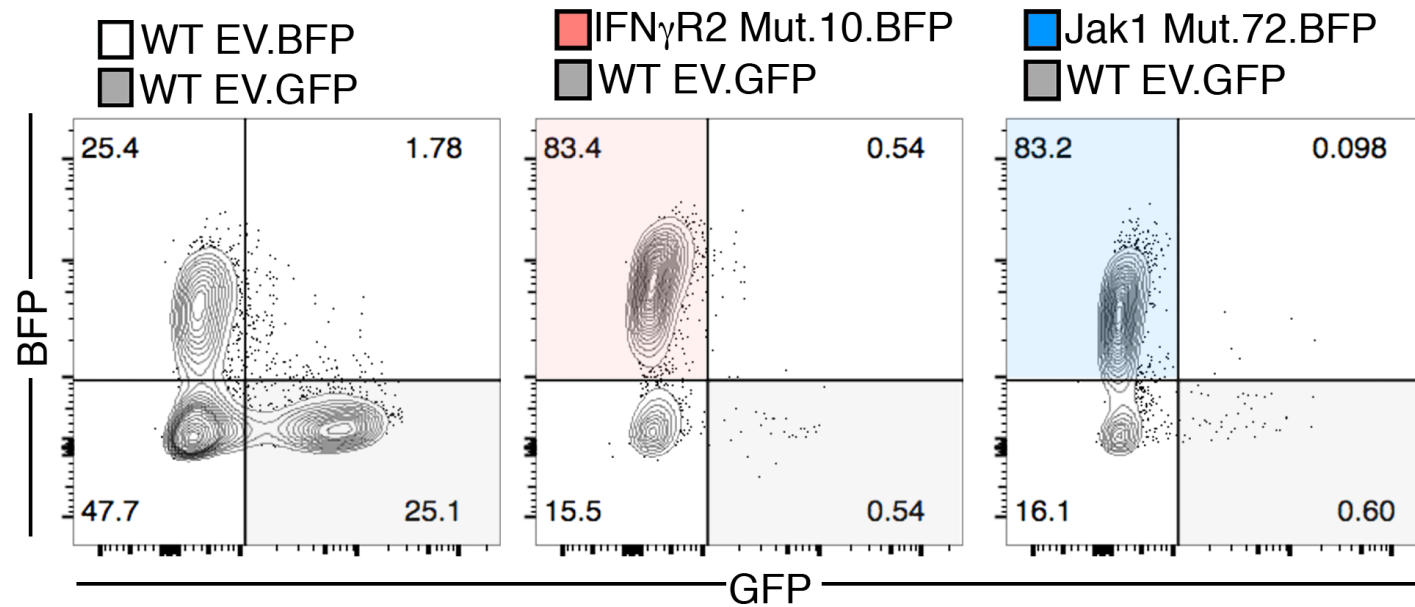 WT EV.BFP
WT EV.GFP
IFNγR2 Mut.10.BFP
WT EV.GFP
Jak1 Mut.72.BFP
WT EV.GFP
25.4 1.78
83.4 0.54
83.2 0.098
BFP
47.7 25.1
15.5 0.54
16.1 0.60
GFP